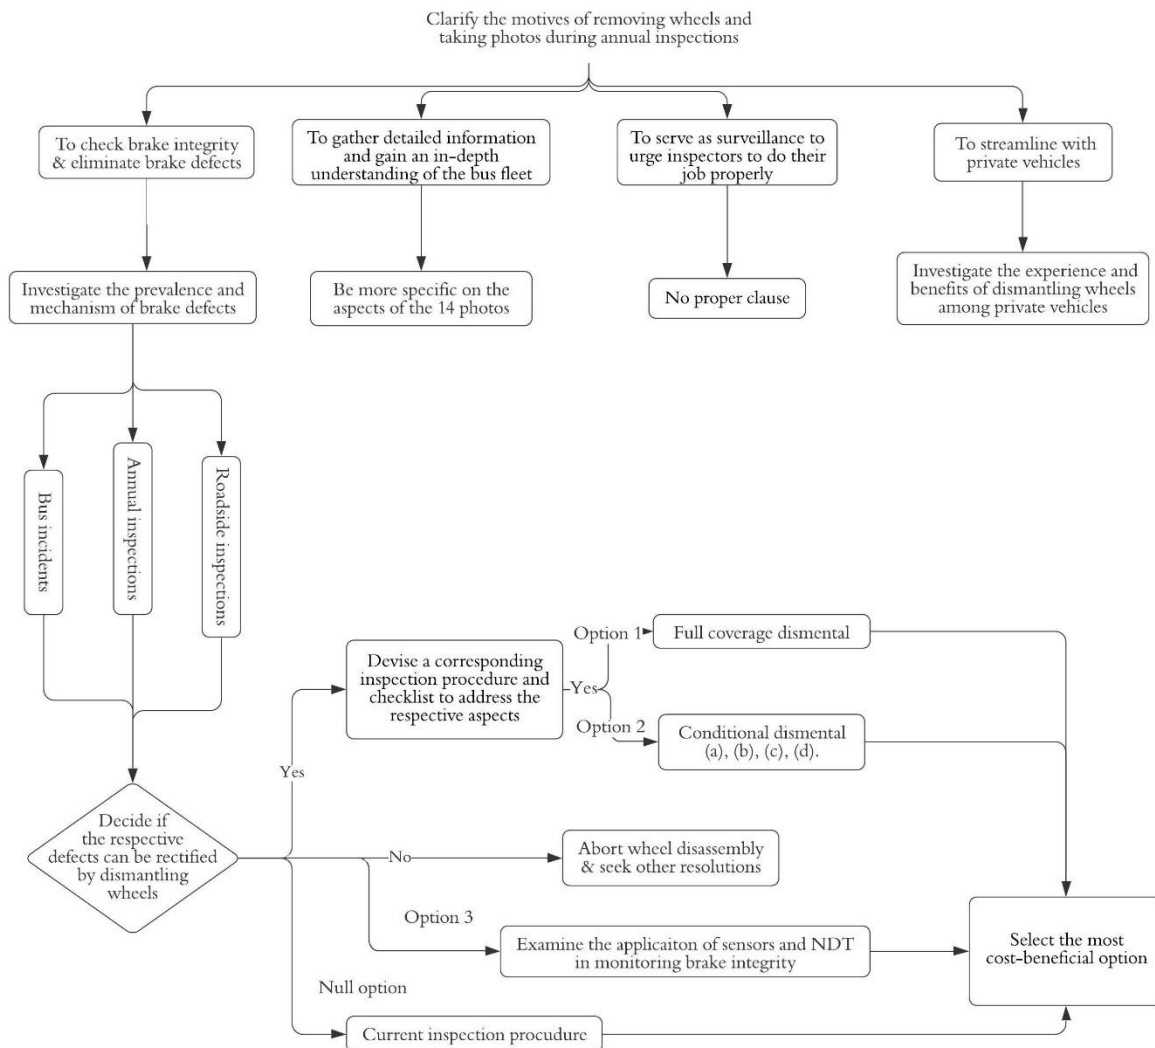 Clarify the motives of removing wheels and
taking photos during annual inspections
To check brake integrity
& eliminate brake defects
To gather detailed information
and gain an in-depth
understanding of the bus fleet
To serve as surveillance to
urge inspectors to do their
job properly
To streamline with
private vehicles
Investigate the prevalence and
mechanism of brake defects
Be more specific on the
aspects of the 14 photos
No proper clause
Investigate the experience and
benefits of dismantling wheels
among private vehicles
Bus incidents
Annual inspections
Roadside inspections
Decide if
the respective
defects can be rectified
by dismantling
wheels
Yes
Devise a corresponding
inspection procedure and
checklist to address the
respective aspects
Yes
Option 1
Full coverage dismental
Option 2
Conditional dismental
(a), (b), (c), (d).
No
Abort wheel disassembly
& seek other resolutions
Option 3
Examine the applicaiton of sensors and NDT
in monitoring brake integrity
Null option
Current inspection procudure
Select the most
cost-beneficial option